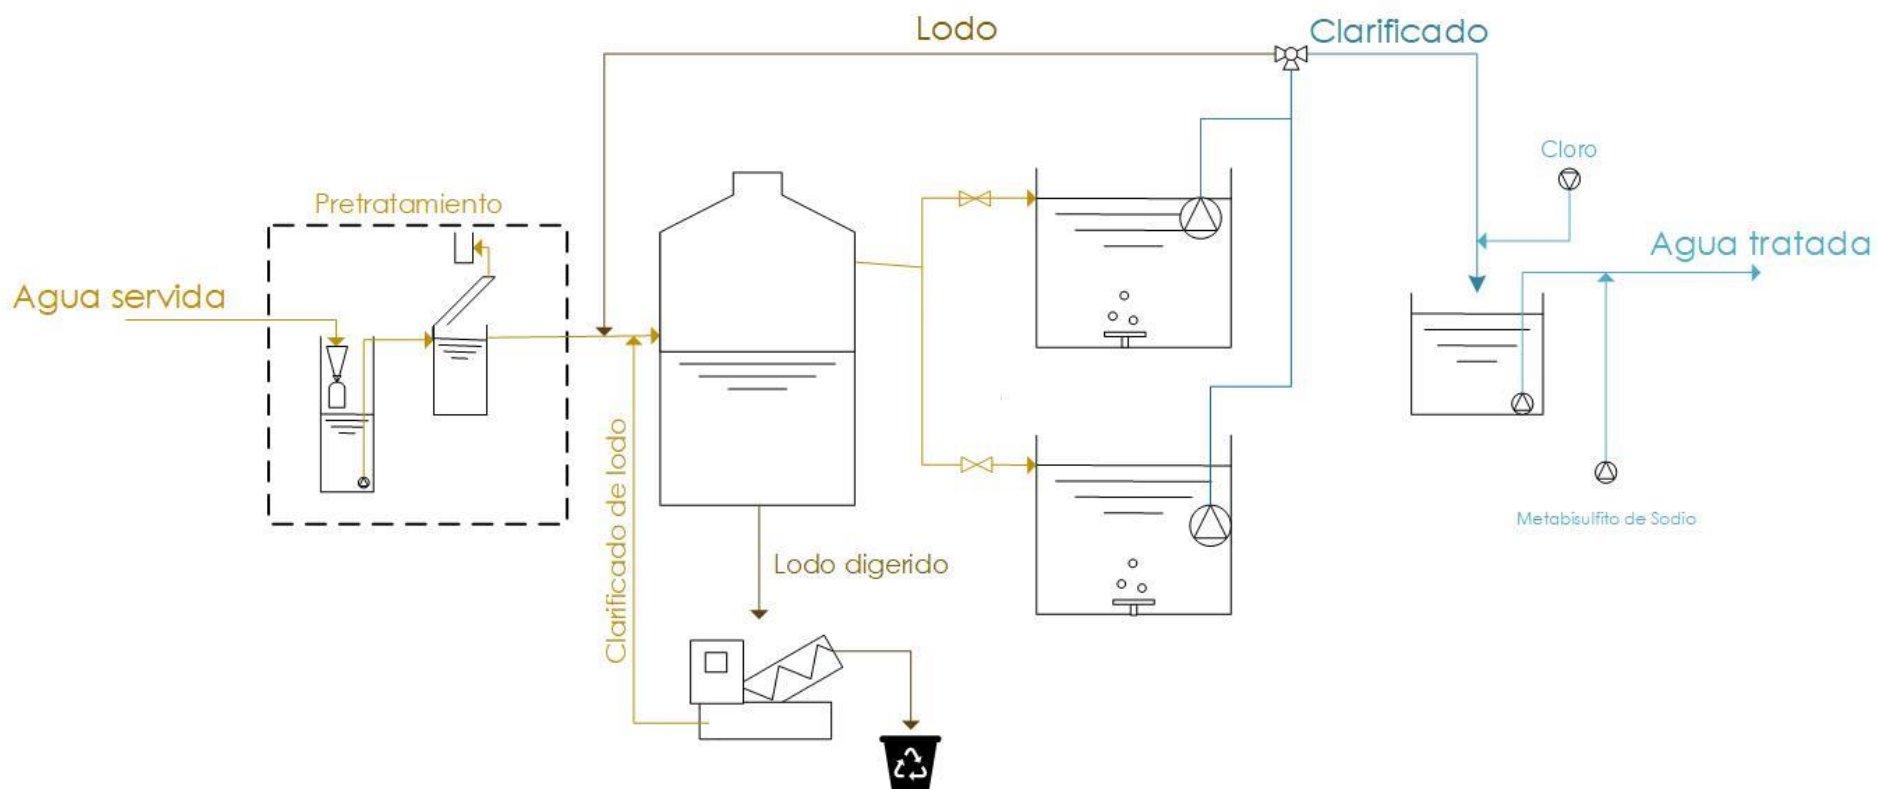 Lodo
Clarificado
Cloro
Pretratamiento
Agua tratada
Agua servida
Clarificado de lodo
Metabisulfito de Sodio
Lodo digerido